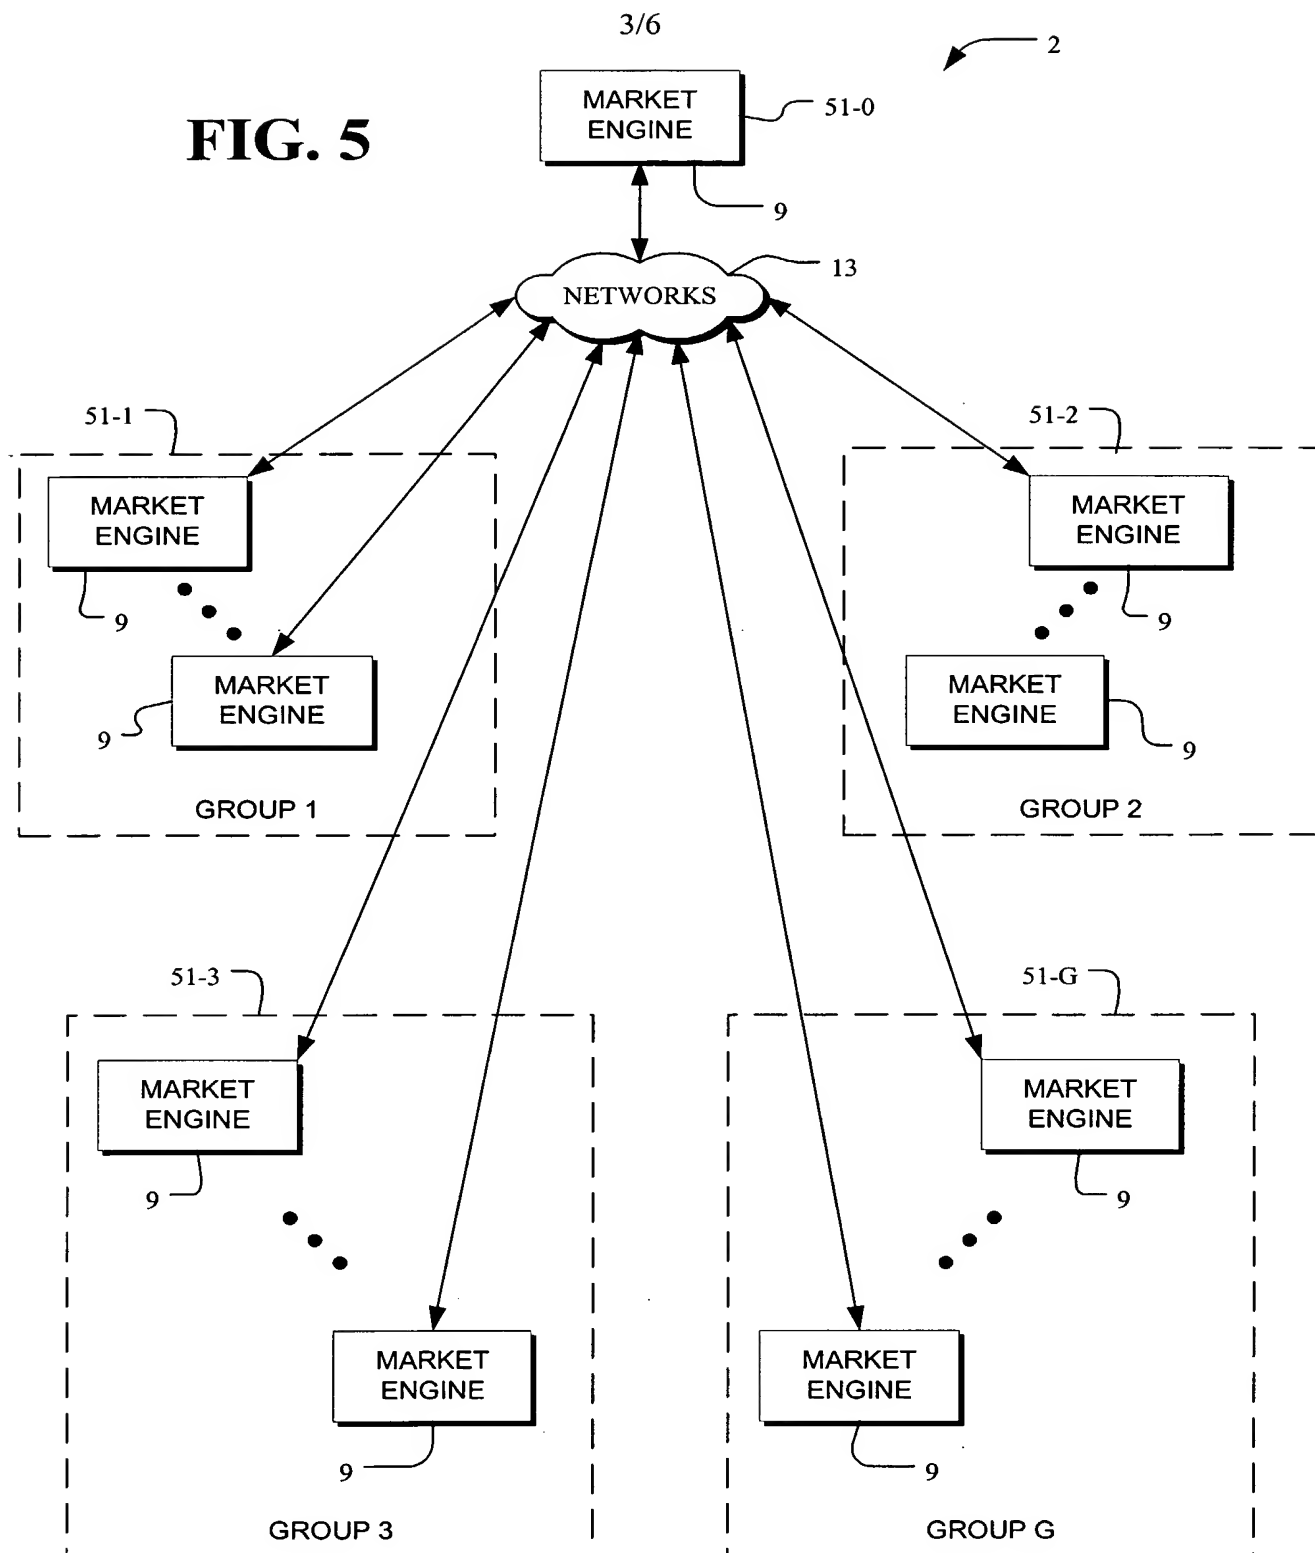 3/6
2
FIG. 5
MARKET
ENGINE
51-0
9
NETWORKS
13
51-1
MARKET
ENGINE
9
MARKET
ENGINE
9
GROUP 1
51-2
MARKET
ENGINE
9
MARKET
ENGINE
9
GROUP 2
51-3
MARKET
ENGINE
9
MARKET
ENGINE
9
GROUP 3
51-G
MARKET
ENGINE
9
MARKET
ENGINE
9
GROUP G